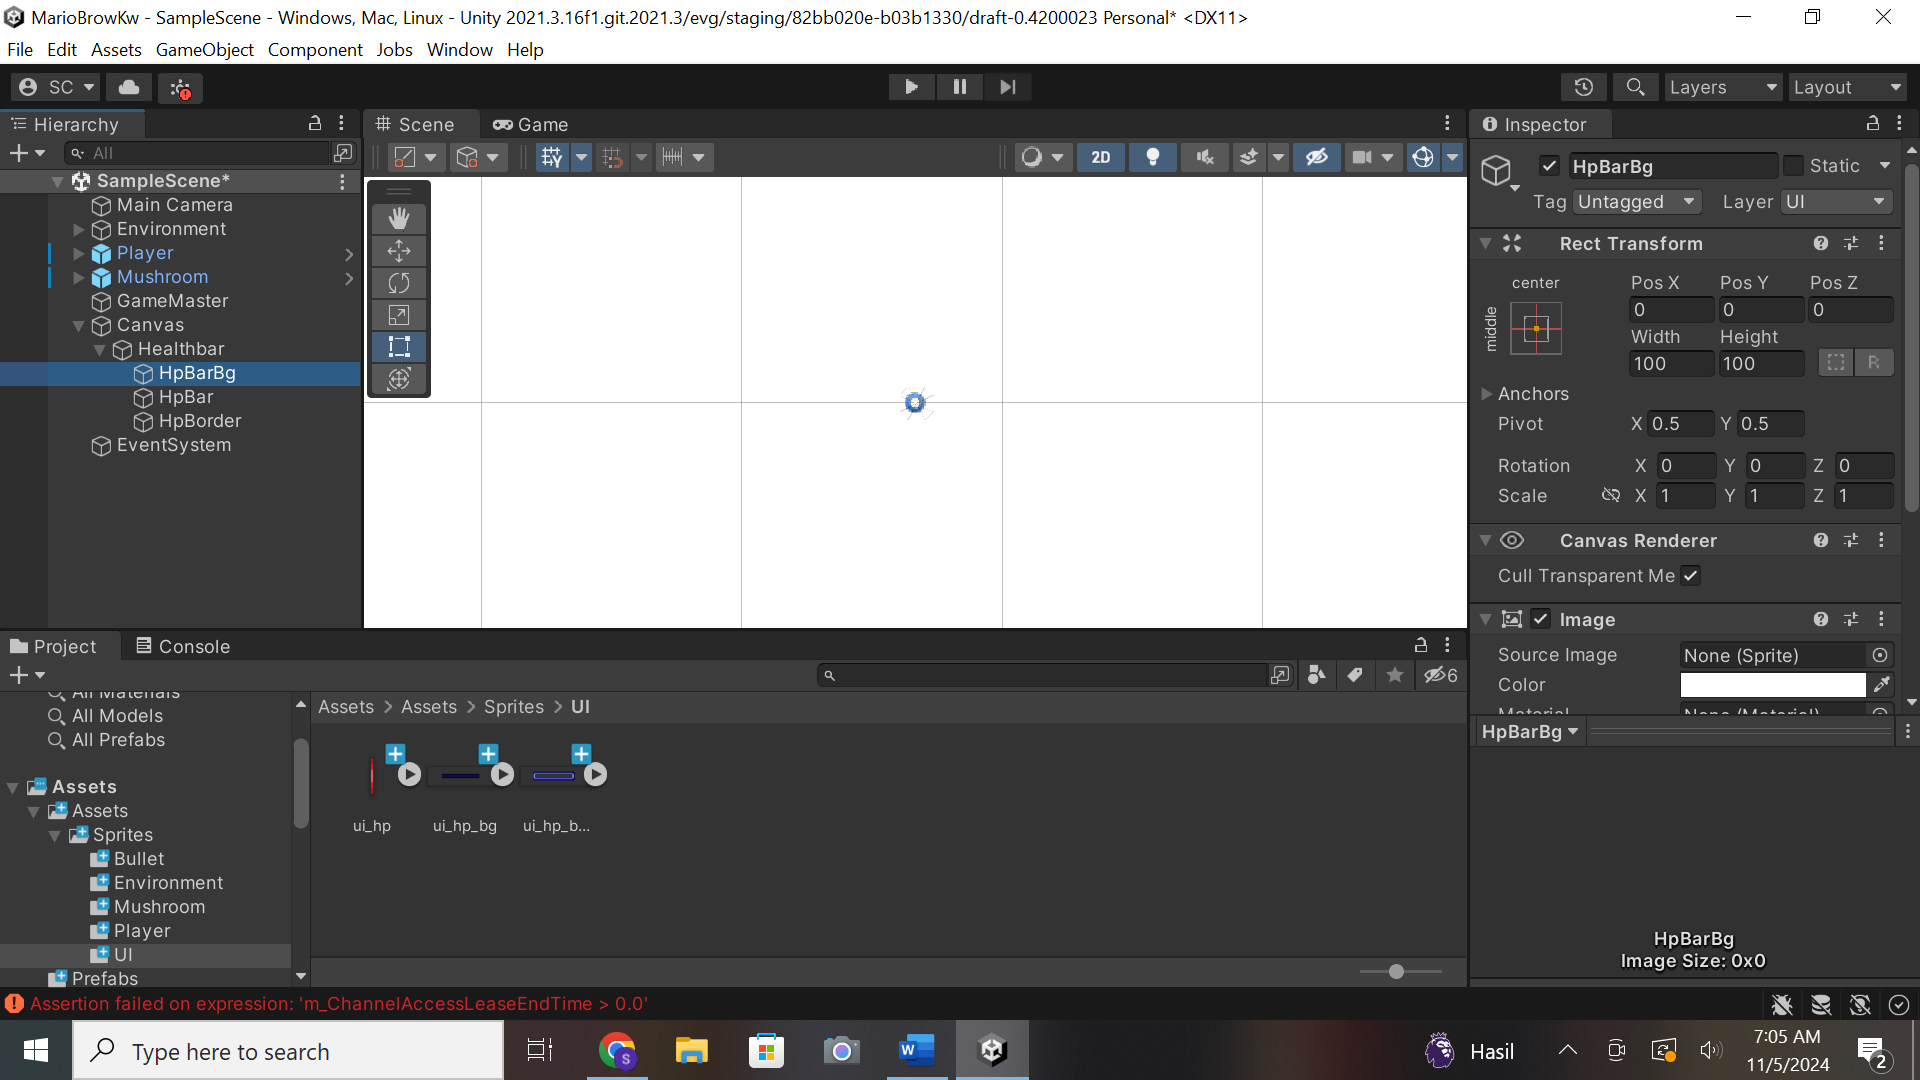 MarioBrowKw - SampleScene - Windows, Mac, Linux - Unity 2021.3.16f1.git.2021.3/evg/staging/82bb020e-b03b1330/draft-0.4200023 Personal* <DX11>
File Edit Assets GameObject Component Jobs Window Help
SC
Layers
Layout
Hierarchy
Scene
Game
Inspector
All
2D
SampleScene*
Main Camera
Environment
Player
Mushroom
GameMaster
Canvas
Healthbar
HpBarBg
HpBar
HpBorder
EventSystem
HpBarBg
Static
Tag Untagged
Layer UI
Rect Transform
center
middle
Pos X Pos Y Pos Z
0 0 0
Width Height
100 100
R
Anchors
Pivot X 0.5 Y 0.5
Rotation X 0 Y 0 Z 0
Scale X 1 Y 1 Z 1
Canvas Renderer
Cull Transparent Me
Image
Source Image None (Sprite)
Color
Material None (Material)
HpBarBg
HpBarBg
Image Size: 0x0
Project
Console
6
All Materials
All Models
All Prefabs
Assets
Assets
Sprites
Bullet
Environment
Mushroom
Player
UI
Prefabs
Assets > Assets > Sprites > UI
ui_hp
ui_hp_bg
ui_hp_b...
Assertion failed on expression: 'm_ChannelAccessLeaseEndTime > 0.0'
Type here to search
S
W
Hasil
7:05 AM
11/5/2024
2